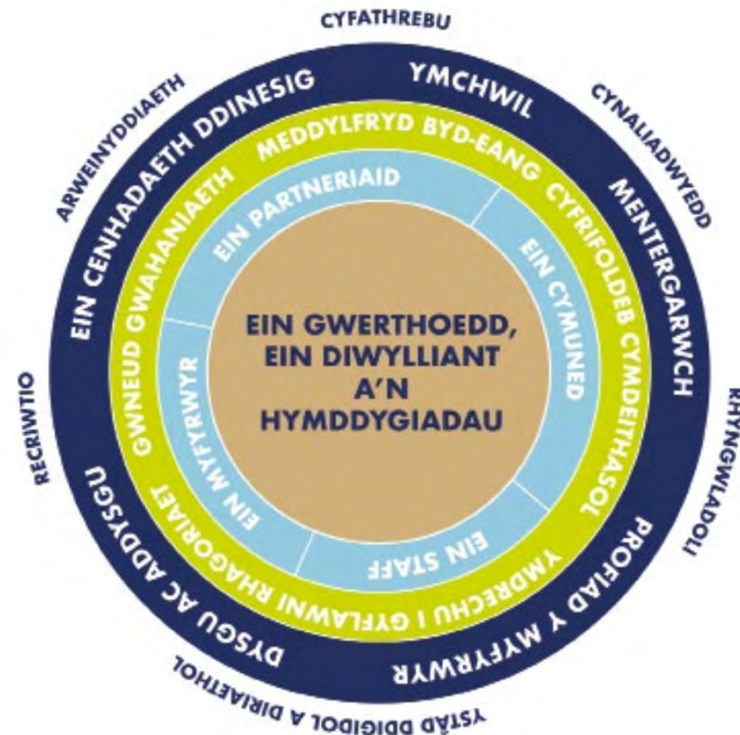 CYFATHREBU
CYNALIADWYEDD
RHYNGWLADOLI
YSTÂD DDIGIDOL A DIRIAETHOL
RECRIWTIO
ARWEINYDDIAETH
EIN CENHADAETH DDINESIG
YMCHWIL
MENTERGARWCH
PROFIAD Y MYFYRWYR
DYSGU AC ADDYSGU
GWNEUD GWAHANIAETH
MEDDYLFRYD BYD-EANG
CYFRIFOLDEB CYMDEITHASOL
YMDRECHU I GYFLAWNI RHAGORIAET
EIN PARTNERIAID
EIN CYMUNED
EIN STAFF
EIN MYFYRWYR
EIN GWERTHOEDD,
EIN DIWYLLIANT
A’N
HYMDDYGIADAU